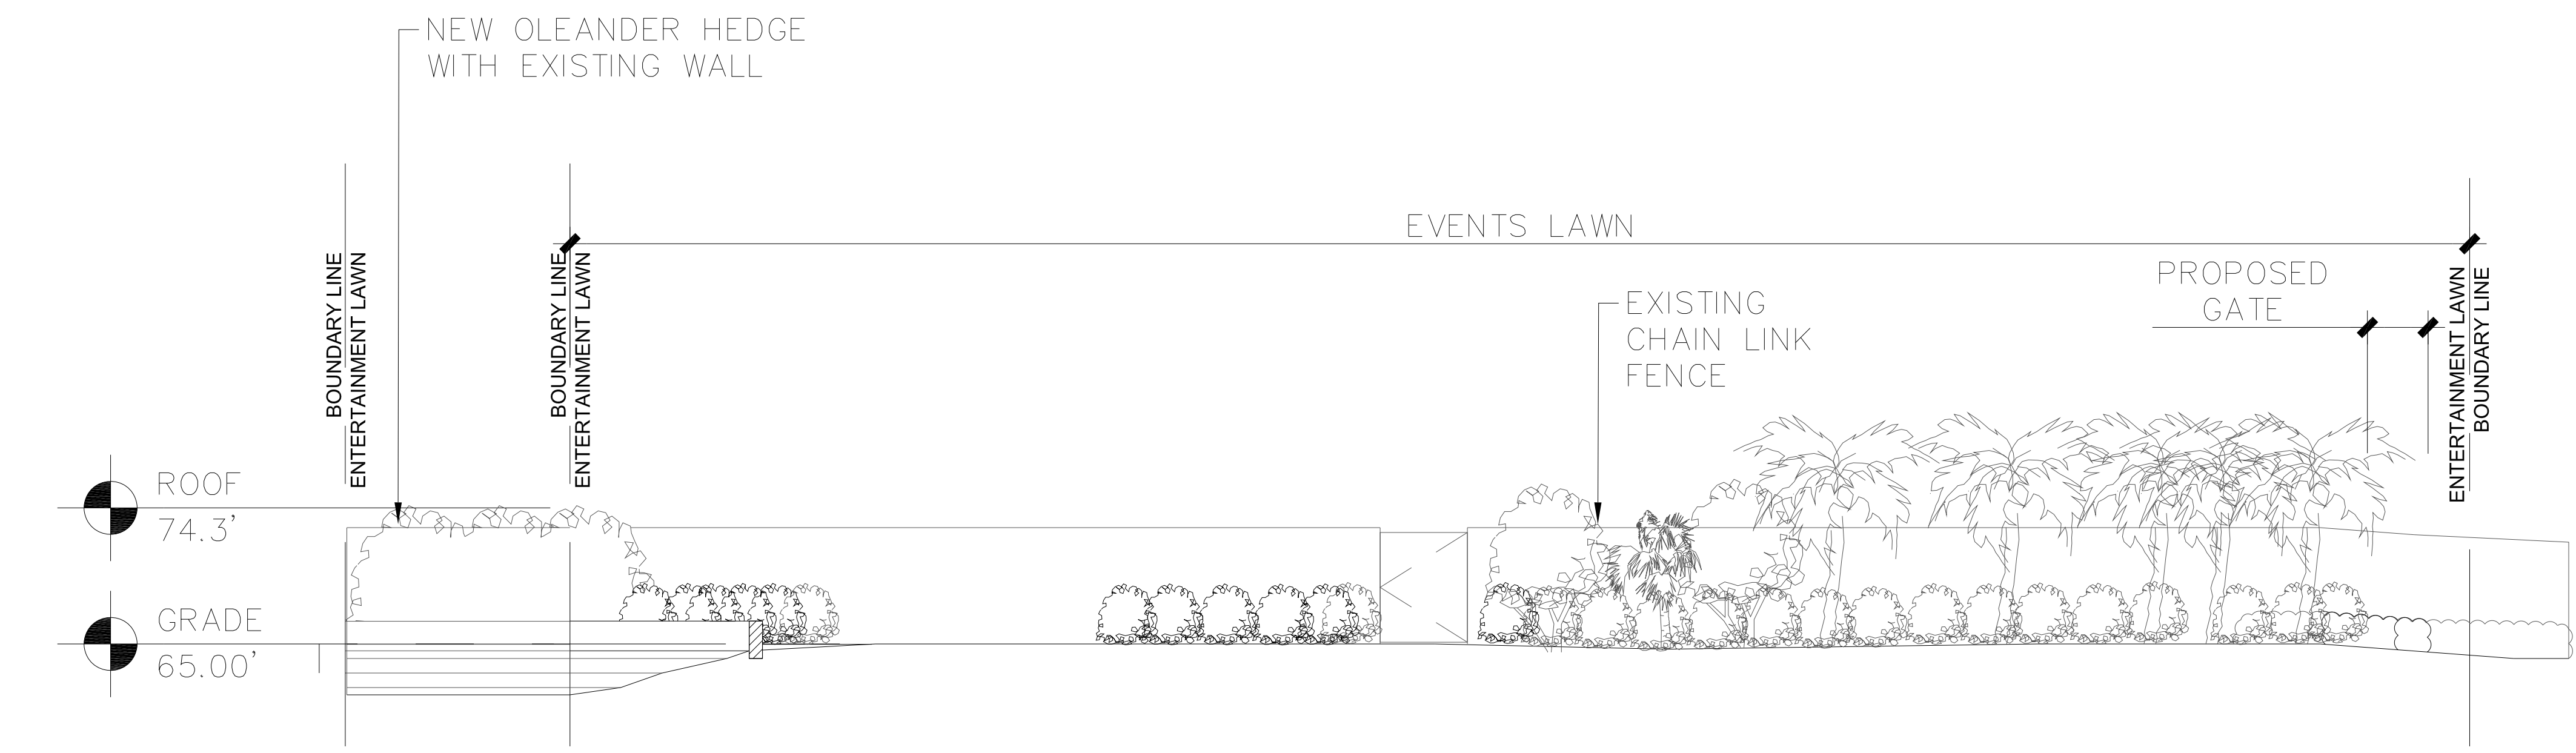 NEW OLEANDER HEDGE
WITH EXISTING WALL
EVENTS LAWN
BOUNDARY LINE
ENTERTAINMENT LAWN
BOUNDARY LINE
ENTERTAINMENT LAWN
EXISTING
CHAIN LINK
FENCE
PROPOSED
GATE
ENTERTAINMENT LAWN
BOUNDARY LINE
ROOF
74.3'
GRADE
65.00'